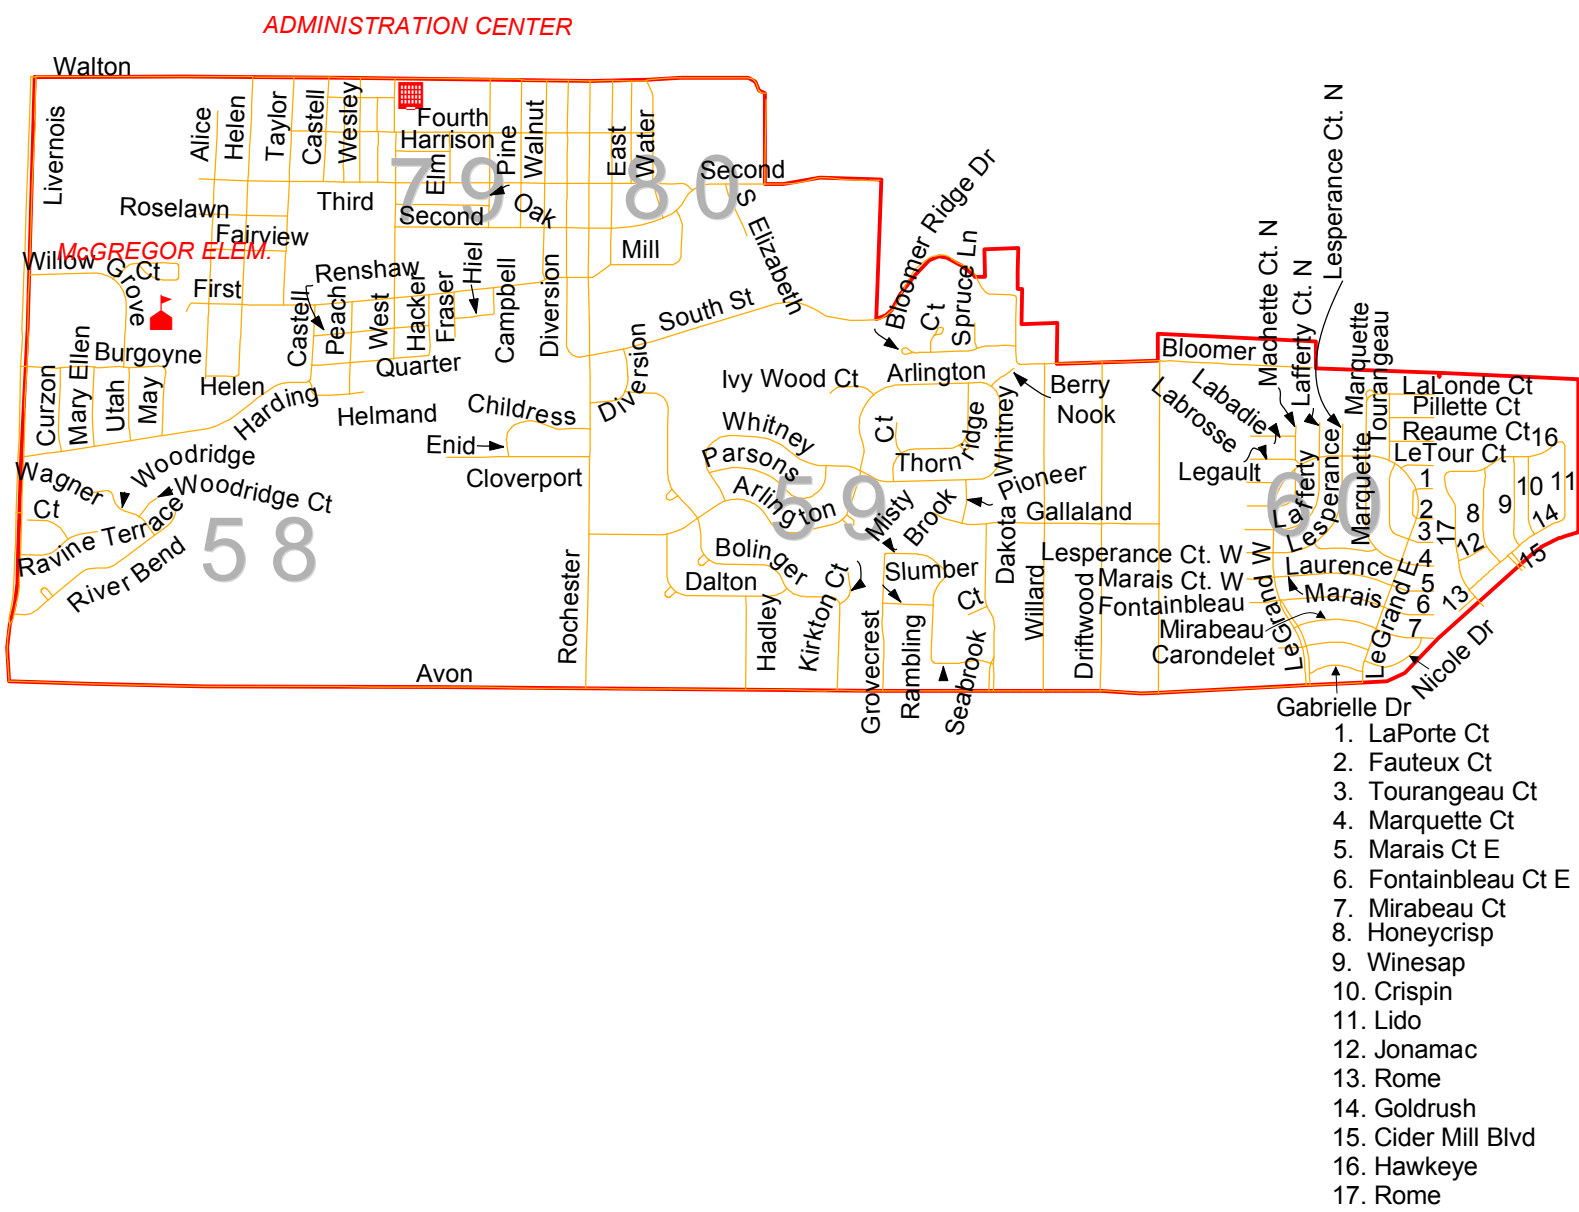 ADMINISTRATION CENTER
Walton
Livernois
Alice
Helen
Taylor
Castell
Wesley
Fourth
Harrison
Elm
Pine
Walnut
East
Water
79
80
Second
Third
Second
Oak
Roselawn
Fairview
McGREGOR ELEM.
Willow
Grove
Ct
First
Renshaw
Castell
Peach
West
Hacker
Fraser
Hiel
Campbell
Diversion
Mill
S Elizabeth
South St
Bloomer Ridge Dr
Ct
Spruce Ln
Burgoyne
Curzon
Mary Ellen
Utah
May
Helen
Harding
Quarter
Helmand
Childress
Enid
Cloverport
Diversion
Diversion
Ivy Wood Ct
Arlington
Berry
Nook
Whitney
Parsons
Arlington
Ct
Thorn
ridge
Whitney
Pioneer
Misty
Brook
59
Gallaland
Wagner
Ct
Woodridge
Woodridge Ct
Ravine Terrace
River Bend
58
Rochester
Bolinger
Dalton
Hadley
Kirkton Ct
Slumber
Grovecrest
Rambling
Seabrook
Ct
Dakota
Willard
Driftwood
Avon
Bloomer
Machette Ct. N
Lafferty Ct. N
Lesperance Ct. N
Marquette
Tourangeau
Labadie
Labrosse
Legault
LaLonde Ct
Pillette Ct
Reaume Ct
LeTour Ct
Lafferty
Lafferty
Lesperance
Lesperance
Marquette
Marquette
60
Lesperance Ct. W
Marais Ct. W
Fontainbleau
Mirabeau
Carondelet
LeGrand W
Laurence
Marais
LeGrand E
Nicole Dr
Gabrielle Dr
1
2
3
4
5
6
7
8
9
10
11
12
13
14
15
16
17
1. LaPorte Ct
2. Fauteux Ct
3. Tourangeau Ct
4. Marquette Ct
5. Marais Ct E
6. Fontainbleau Ct E
7. Mirabeau Ct
8. Honeycrisp
9. Winesap
10. Crispin
11. Lido
12. Jonamac
13. Rome
14. Goldrush
15. Cider Mill Blvd
16. Hawkeye
17. Rome